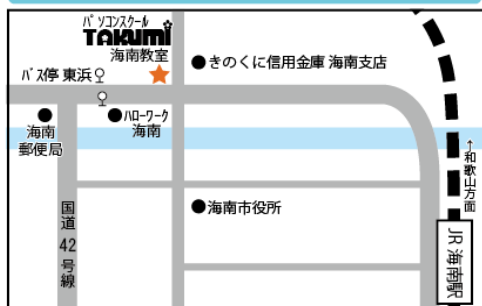 パソコンスクール
TAKUMI
海南教室
きのくに信用金庫 海南支店
バス停 東浜
ハローワーク
海南
海南
郵便局
↑和歌山方面
国道42号線
海南市役所
JR 海南駅